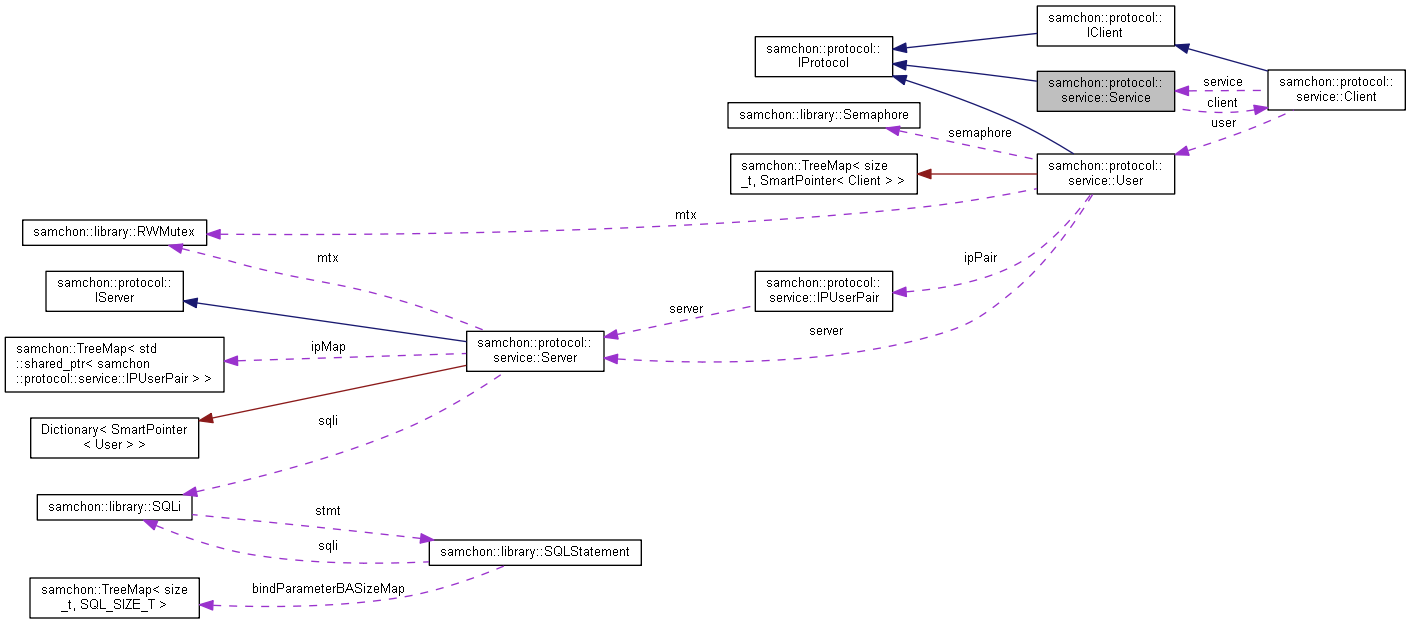 samchon::protocol::
IClient
samchon::protocol::
IProtocol
samchon::protocol::
service::Service
service
client
user
samchon::protocol::
service::Client
samchon::library::Semaphore
semaphore
samchon::TreeMap< size
_t, SmartPointer< Client > >
samchon::protocol::
service::User
mtx
samchon::library::RWMutex
mtx
ipPair
samchon::protocol::
IServer
samchon::protocol::
service::IPUserPair
server
server
samchon::protocol::
service::Server
ipMap
samchon::TreeMap< std
::shared_ptr< samchon
::protocol::service::IPUserPair > >
Dictionary< SmartPointer
< User > >
sqli
samchon::library::SQLi
stmt
sqli
samchon::library::SQLStatement
bindParameterBASizeMap
samchon::TreeMap< size
_t, SQL_SIZE_T >